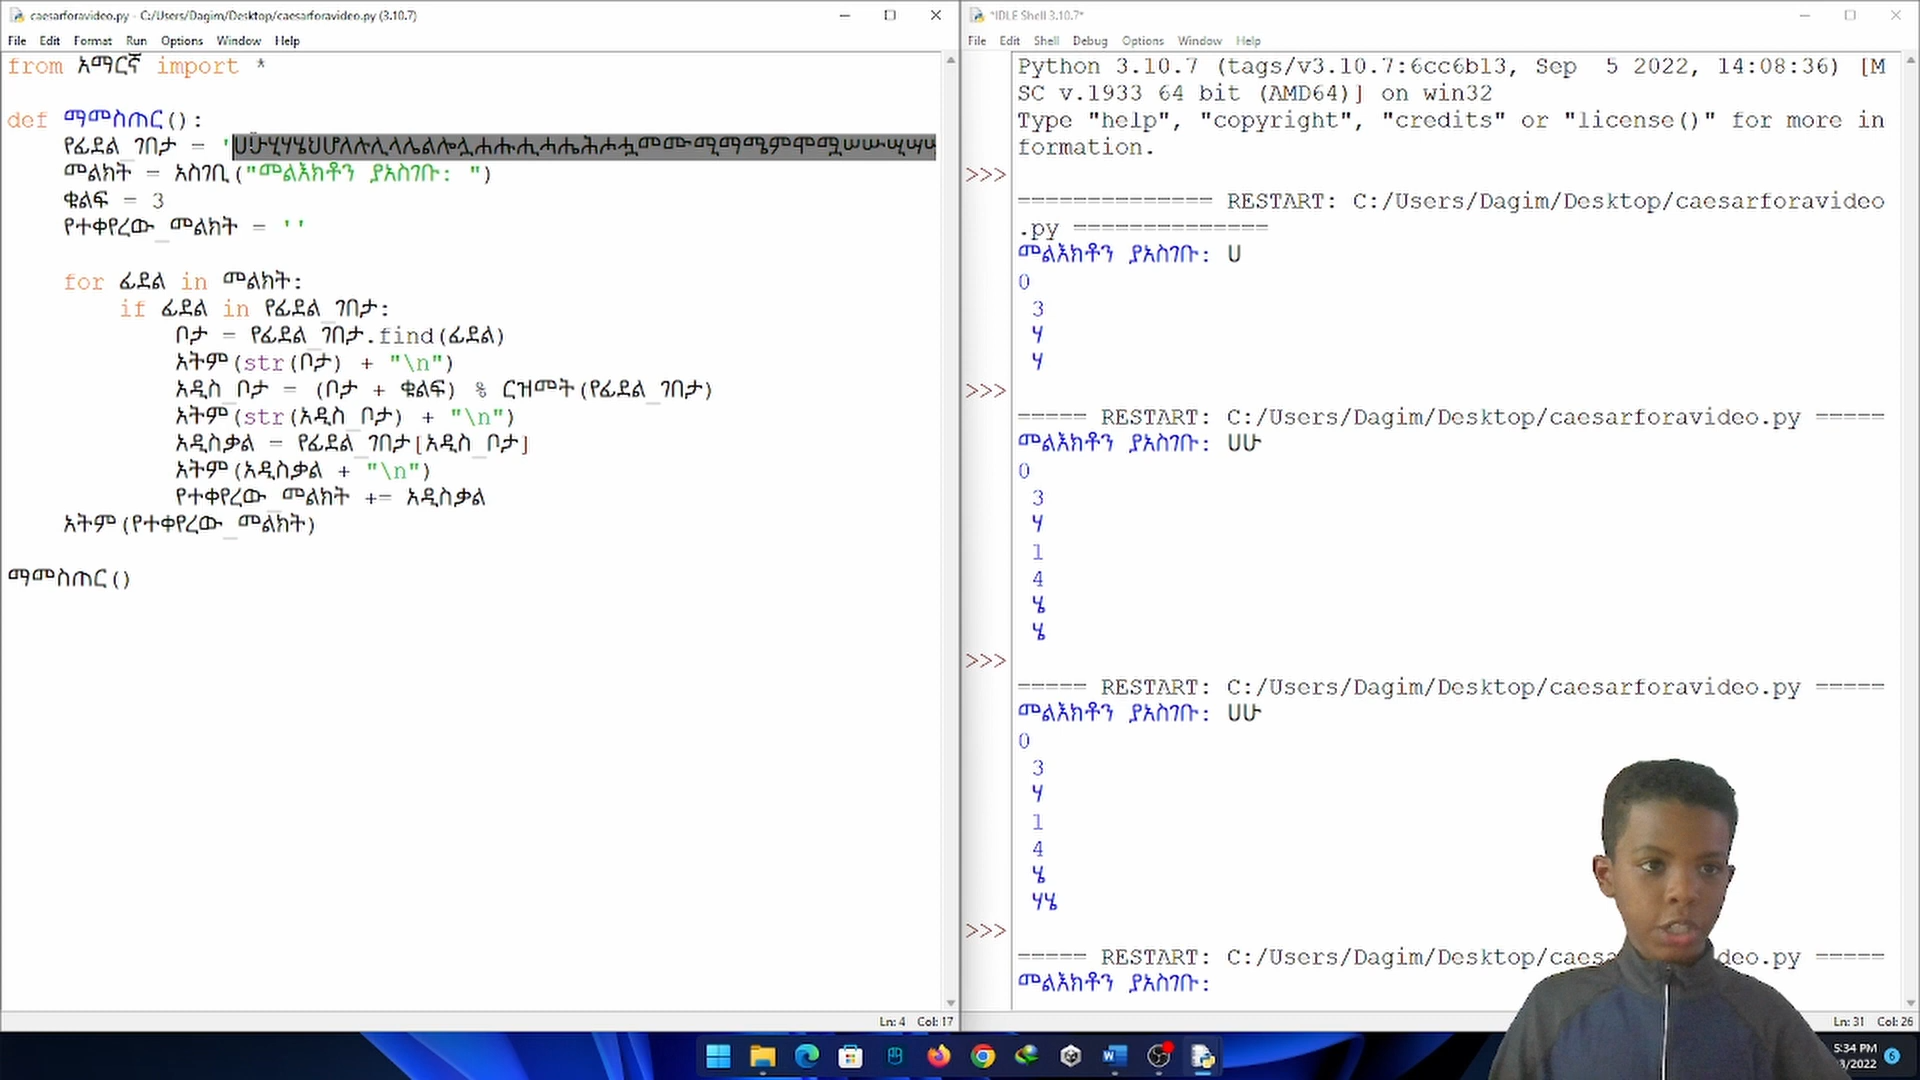 caesarforavideo.py - C:/Users/Dagim/Desktop/caesarforavideo.py (3.10.7)
File Edit Format Run Options Window Help
from አማርኛ import *
def ማመስጠር():
የፊደል_ገበታ = 'ሀሁሂሃሄህሆለሉሊላሌልሎሏሐሑሒሓሔሕሖሗመሙሚማሜምሞሟሠሡሢሣ
መልክት = አስገቢ("መልእክቶን ያአስገቡ: ")
ቁልፍ = 3
የተቀየረው_መልክት = ''
for ፊደል in መልክት:
if ፊደል in የፊደል_ገበታ:
ቦታ = የፊደል_ገበታ.find(ፊደል)
አትም(str(ቦታ) + "\n")
አዲስ_ቦታ = (ቦታ + ቁልፍ) % ርዝመት(የፊደል_ገበታ)
አትም(str(አዲስ_ቦታ) + "\n")
አዲስቃል = የፊደል_ገበታ[አዲስ_ቦታ]
አትም(አዲስቃል + "\n")
የተቀየረው_መልክት += አዲስቃል
አትም(የተቀየረው_መልክት)
ማመስጠር()
Ln: 4 Col: 17
*IDLE Shell 3.10.7*
File Edit Shell Debug Options Window Help
Python 3.10.7 (tags/v3.10.7:6cc6b13, Sep 5 2022, 14:08:36) [M
SC v.1933 64 bit (AMD64)] on win32
Type "help", "copyright", "credits" or "license()" for more in
formation.
>>>
============== RESTART: C:/Users/Dagim/Desktop/caesarforavideo
.py ==============
መልእክቶን ያአስገቡ: ሀ
0
3
ሃ
ሃ
>>>
===== RESTART: C:/Users/Dagim/Desktop/caesarforavideo.py =====
መልእክቶን ያአስገቡ: ሀሁ
0
3
ሃ
1
4
ሄ
ሄ
>>>
===== RESTART: C:/Users/Dagim/Desktop/caesarforavideo.py =====
መልእክቶን ያአስገቡ: ሀሁ
0
3
ሃ
1
4
ሄ
ሃሄ
>>>
===== RESTART: C:/Users/Dagim/Desktop/caesa deo.py =====
መልእክቶን ያአስገቡ:
Ln: 31 Col: 26
5:34 PM
/2022
6